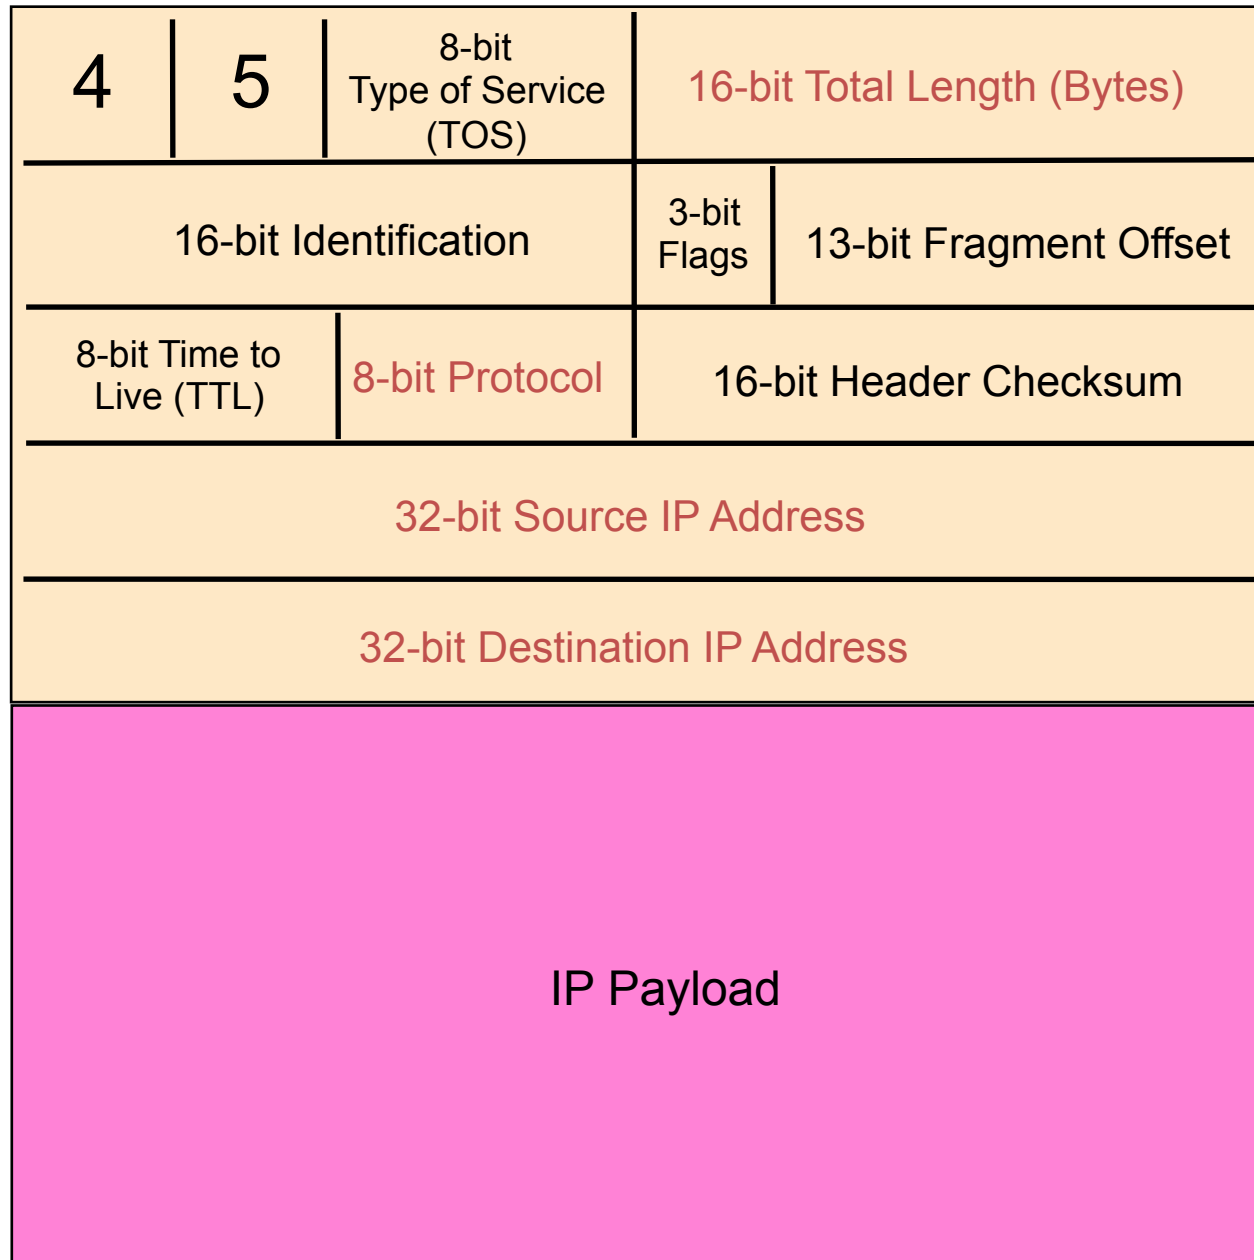 4
5
8-bit
Type of Service
(TOS)
16-bit Total Length (Bytes)
16-bit Identification
3-bit
Flags
13-bit Fragment Offset
8-bit Time to
Live (TTL)
8-bit Protocol
16-bit Header Checksum
32-bit Source IP Address
32-bit Destination IP Address
IP Payload